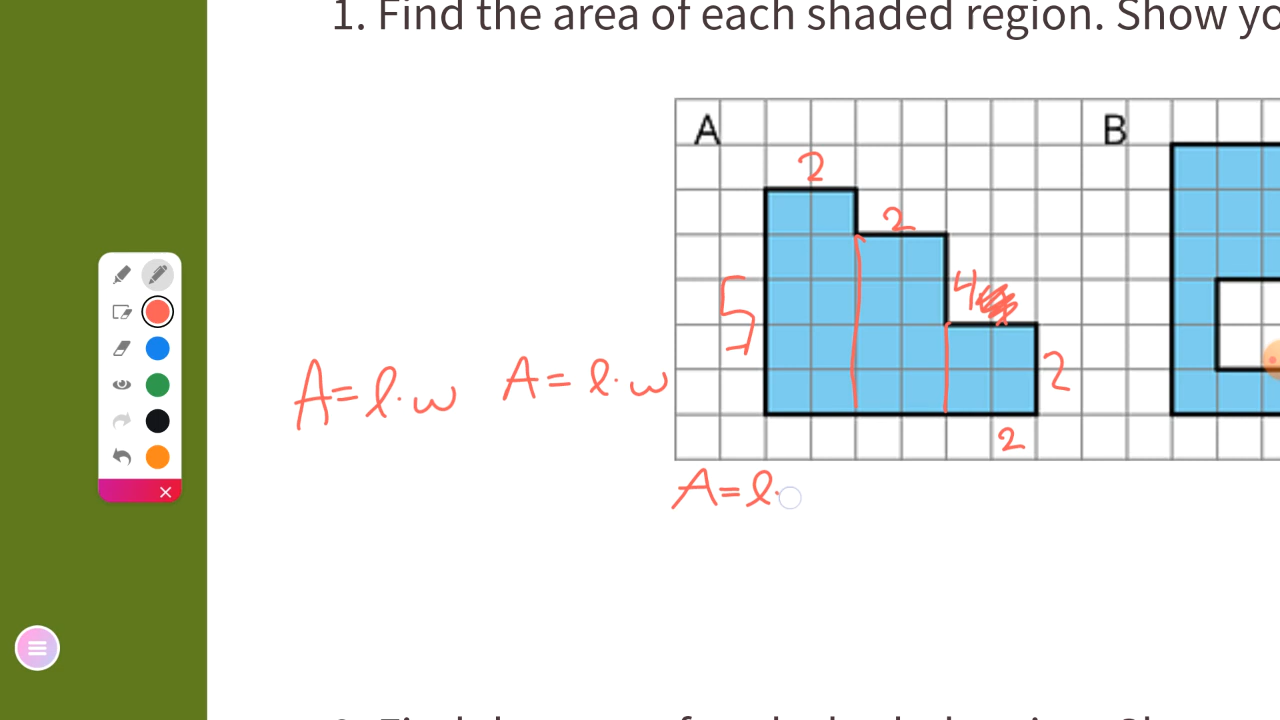 1. Find the area of each shaded region. Show yo
A
B
2
2
4
5
2
A = l · w
A = l · w
2
A = l ·